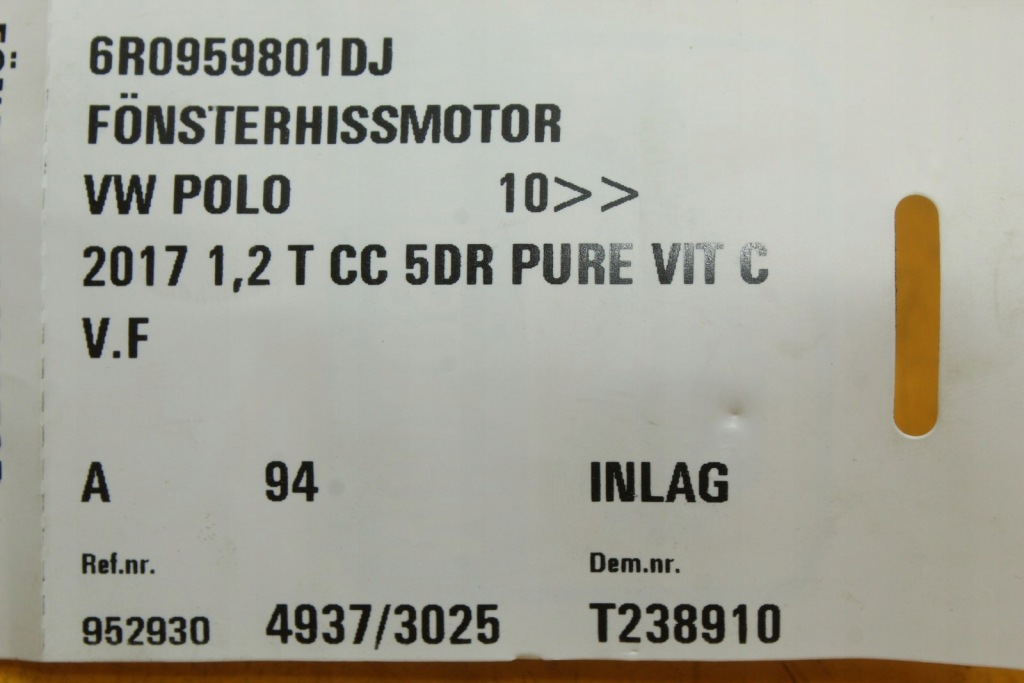 6R0959801DJ
FÖNSTERHISSMOTOR
VW POLO 10>>
2017 1,2 T CC 5DR PURE VIT C
V.F
A 94 INLAG
Ref.nr. Dem.nr.
952930 4937/3025 T238910